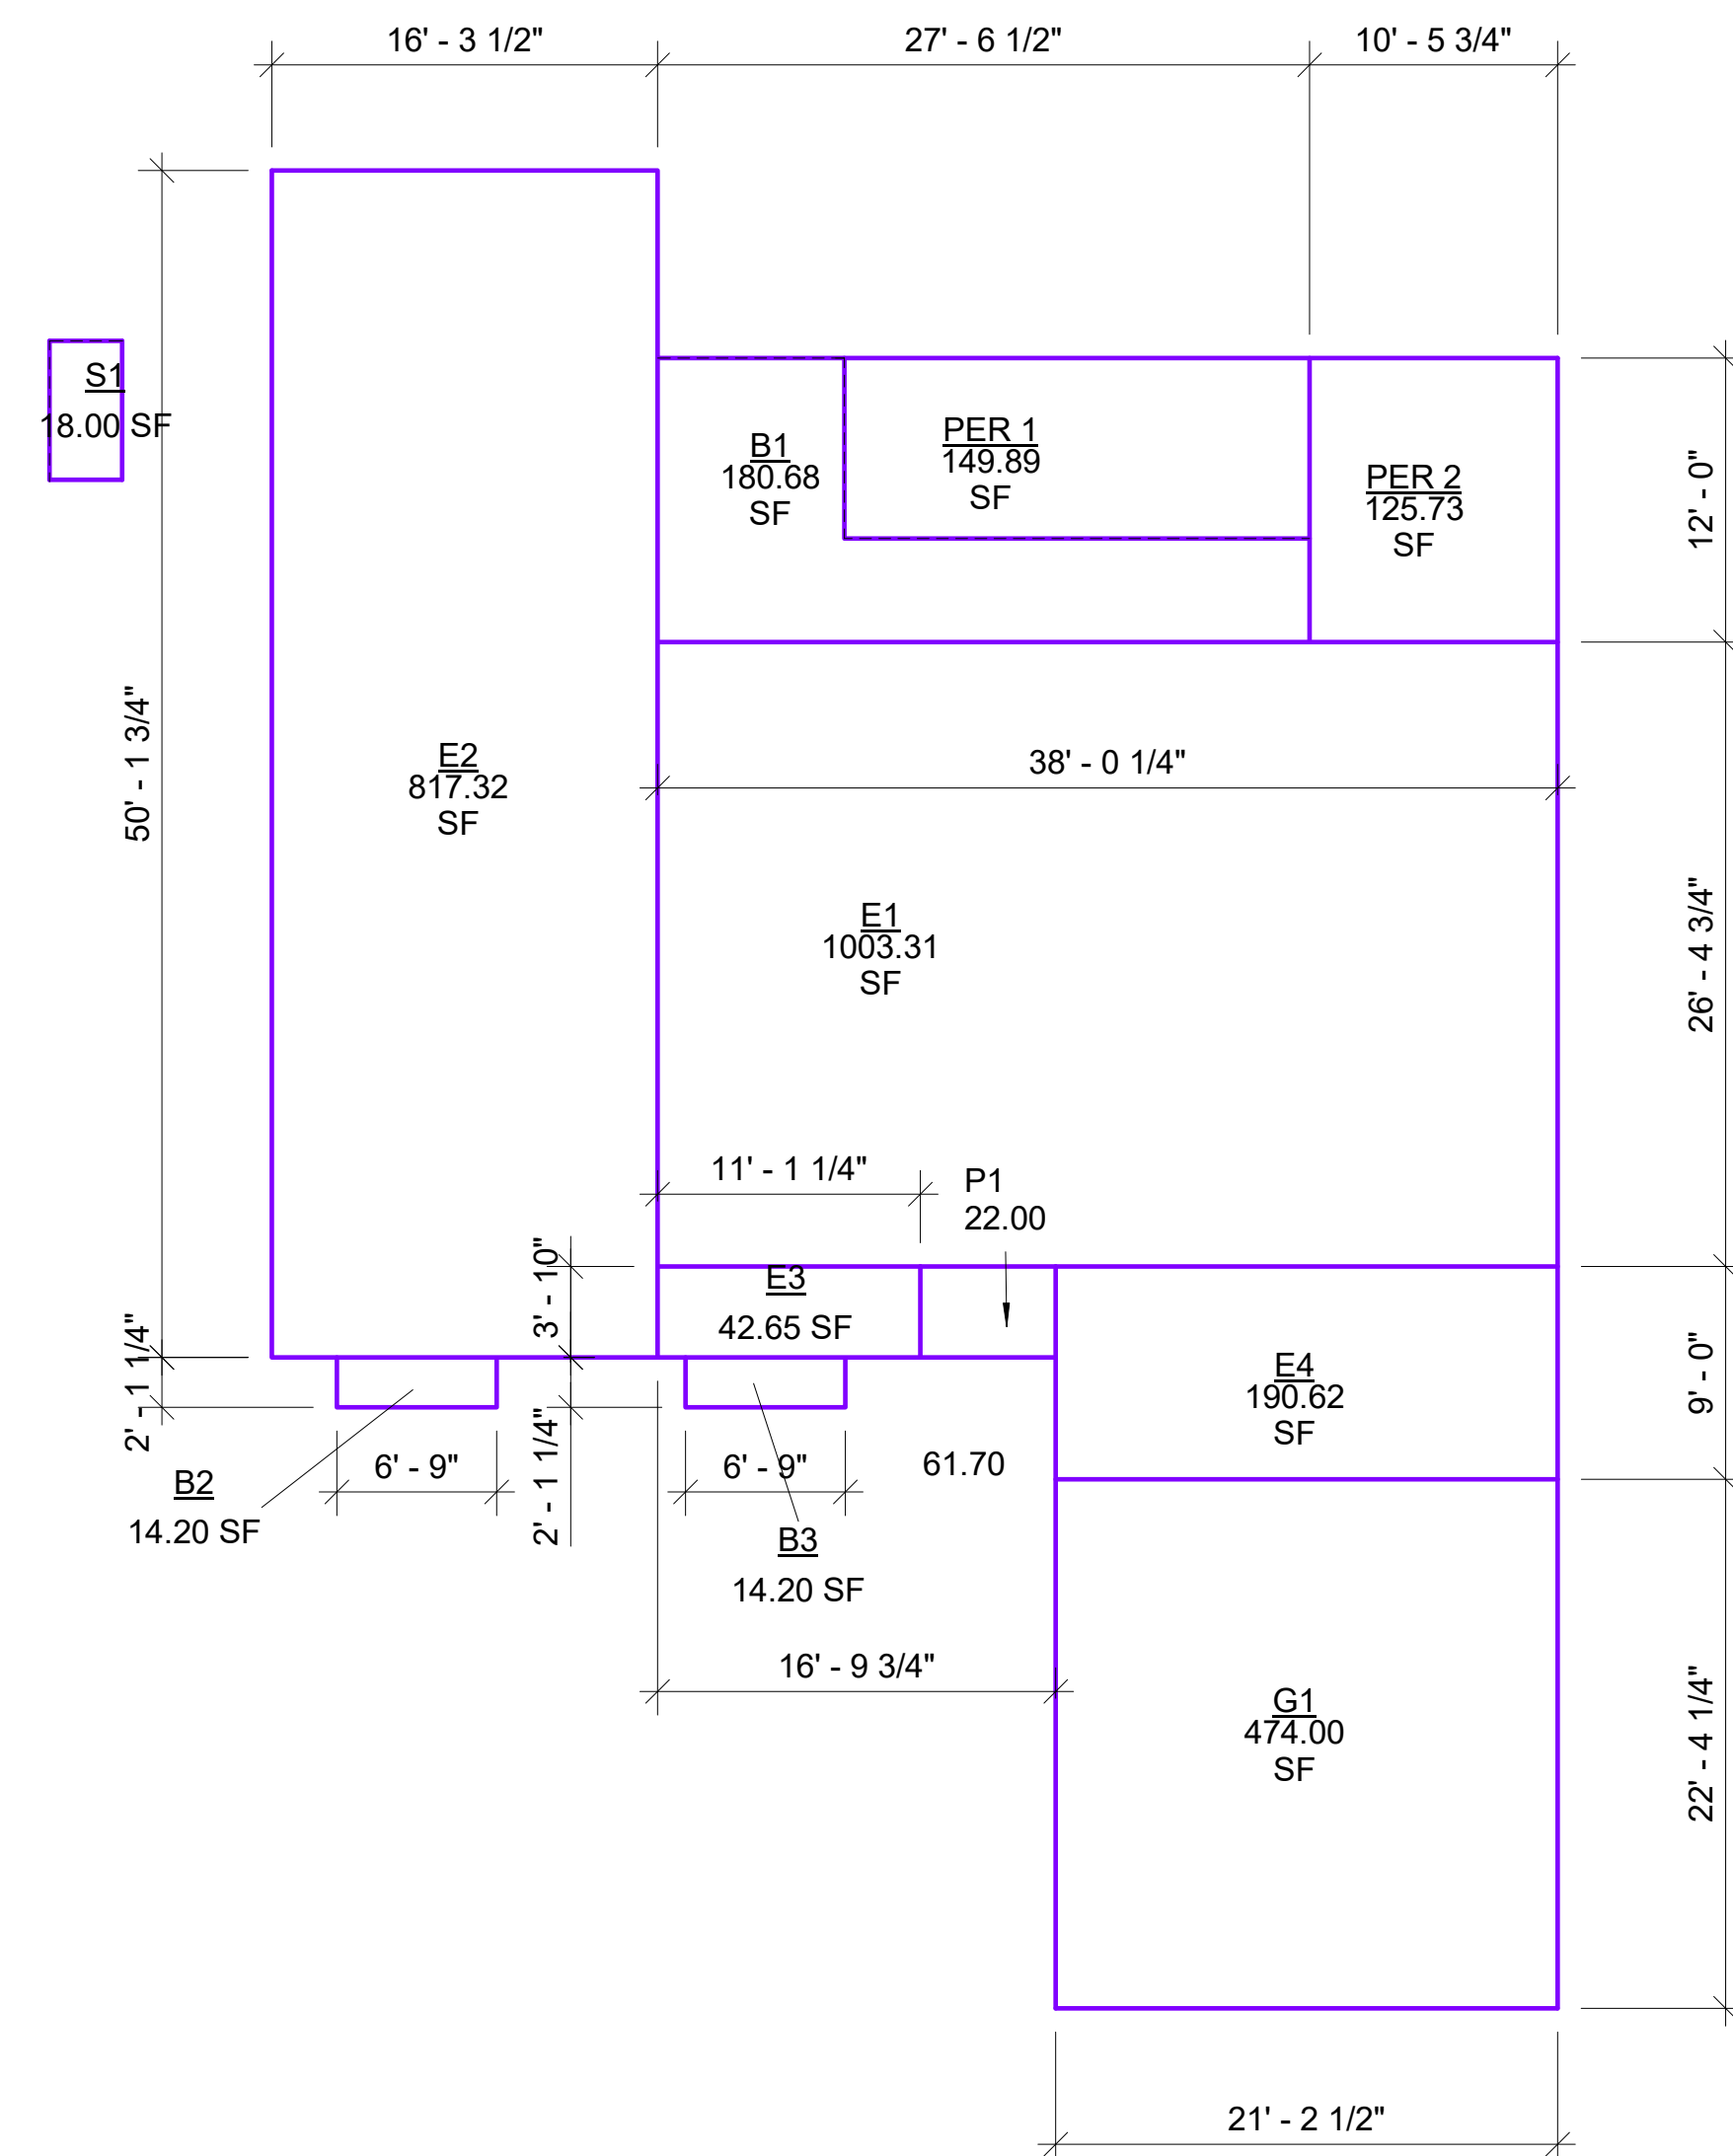 16' - 3 1/2"
27' - 6 1/2"
10' - 5 3/4"
S1
18.00 SF
B1
180.68
SF
PER 1
149.89
SF
PER 2
125.73
SF
12' - 0"
50' - 1 3/4"
E2
817.32
SF
38' - 0 1/4"
E1
1003.31
SF
26' - 4 3/4"
11' - 1 1/4"
P1
22.00
3' - 10"
E3
42.65 SF
2' - 1 1/4"
E4
190.62
SF
9' - 0"
B2
14.20 SF
6' - 9"
2' - 1 1/4"
6' - 9"
61.70
B3
14.20 SF
16' - 9 3/4"
G1
474.00
SF
22' - 4 1/4"
21' - 2 1/2"